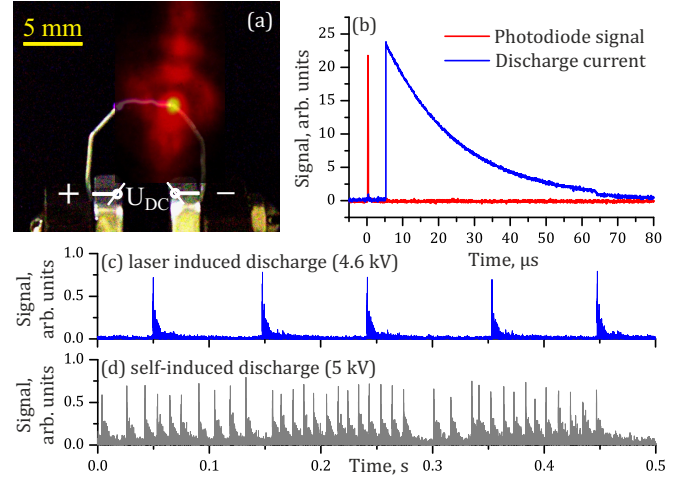 5 mm
(a)
+ U_DC −
(b)
Photodiode signal
Discharge current
Signal, arb. units
25
20
15
10
5
0
-5 0 5 10 20 30 40 50 60 70 80
Time, μs
(c) laser induced discharge (4.6 kV)
Signal,
arb. units
1.0
0.5
0.0
(d) self-induced discharge (5 kV)
Signal,
arb. units
1.0
0.5
0.0
0.0 0.1 0.2 0.3 0.4 0.5
Time, s